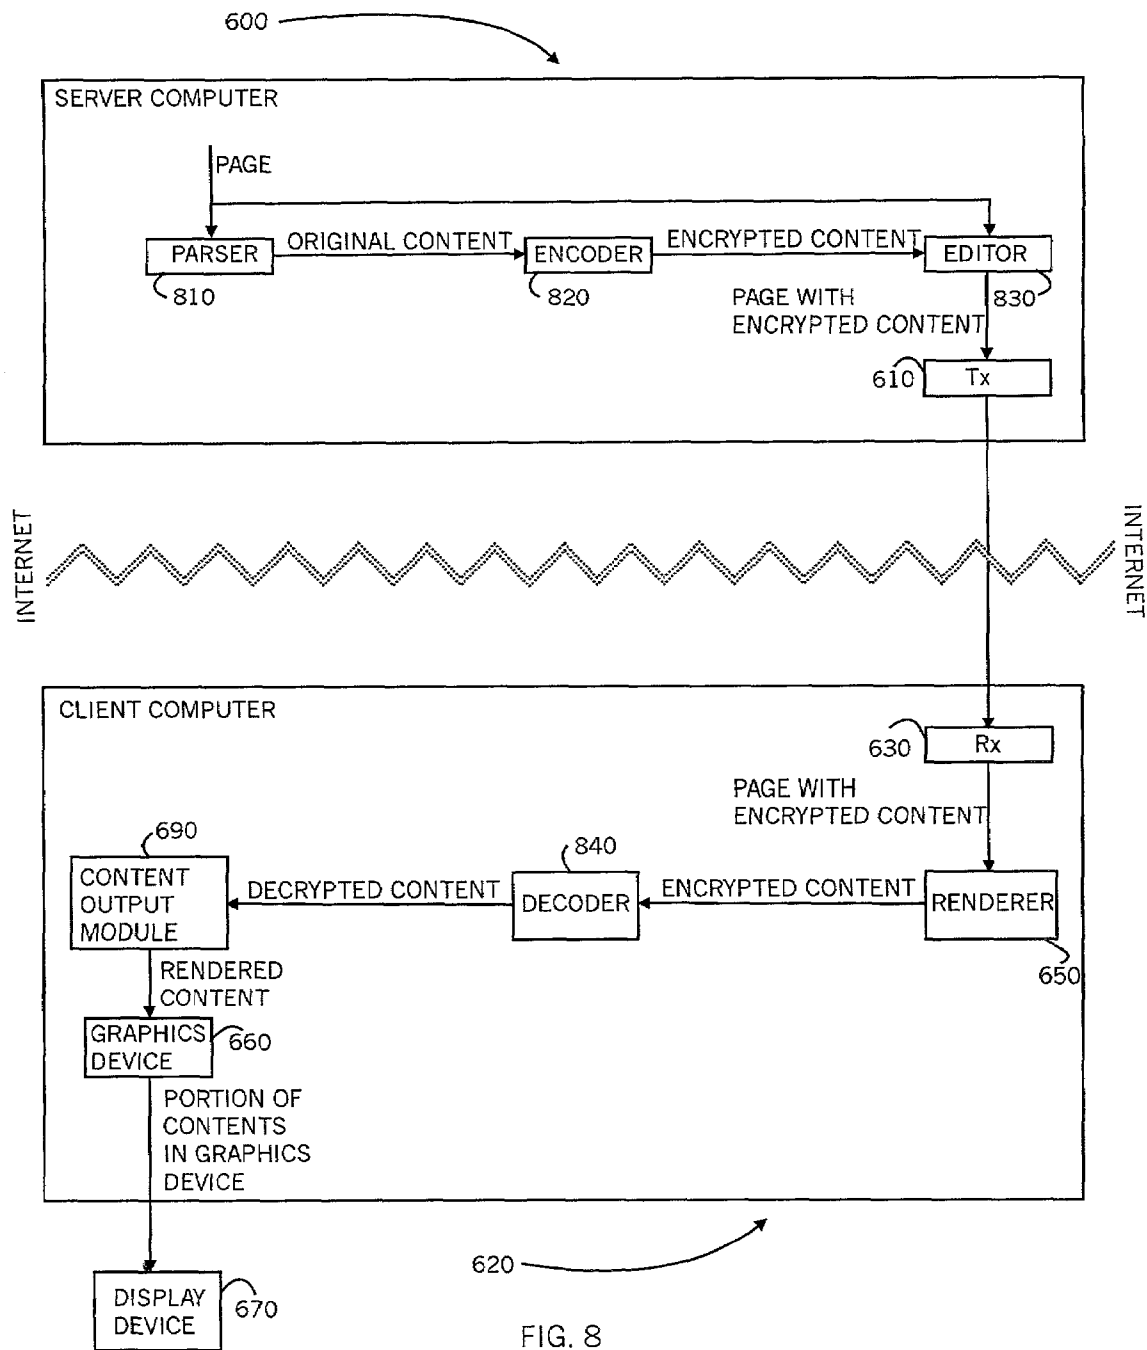 600
SERVER COMPUTER
PAGE
PARSER
810
ORIGINAL CONTENT
ENCODER
820
ENCRYPTED CONTENT
EDITOR
830
PAGE WITH
ENCRYPTED CONTENT
610
Tx
INTERNET
INTERNET
CLIENT COMPUTER
630
Rx
PAGE WITH
ENCRYPTED CONTENT
690
CONTENT
OUTPUT
MODULE
DECRYPTED CONTENT
840
DECODER
ENCRYPTED CONTENT
RENDERER
650
RENDERED
CONTENT
GRAPHICS
DEVICE
660
PORTION OF
CONTENTS
IN GRAPHICS
DEVICE
620
DISPLAY
DEVICE
670
FIG. 8